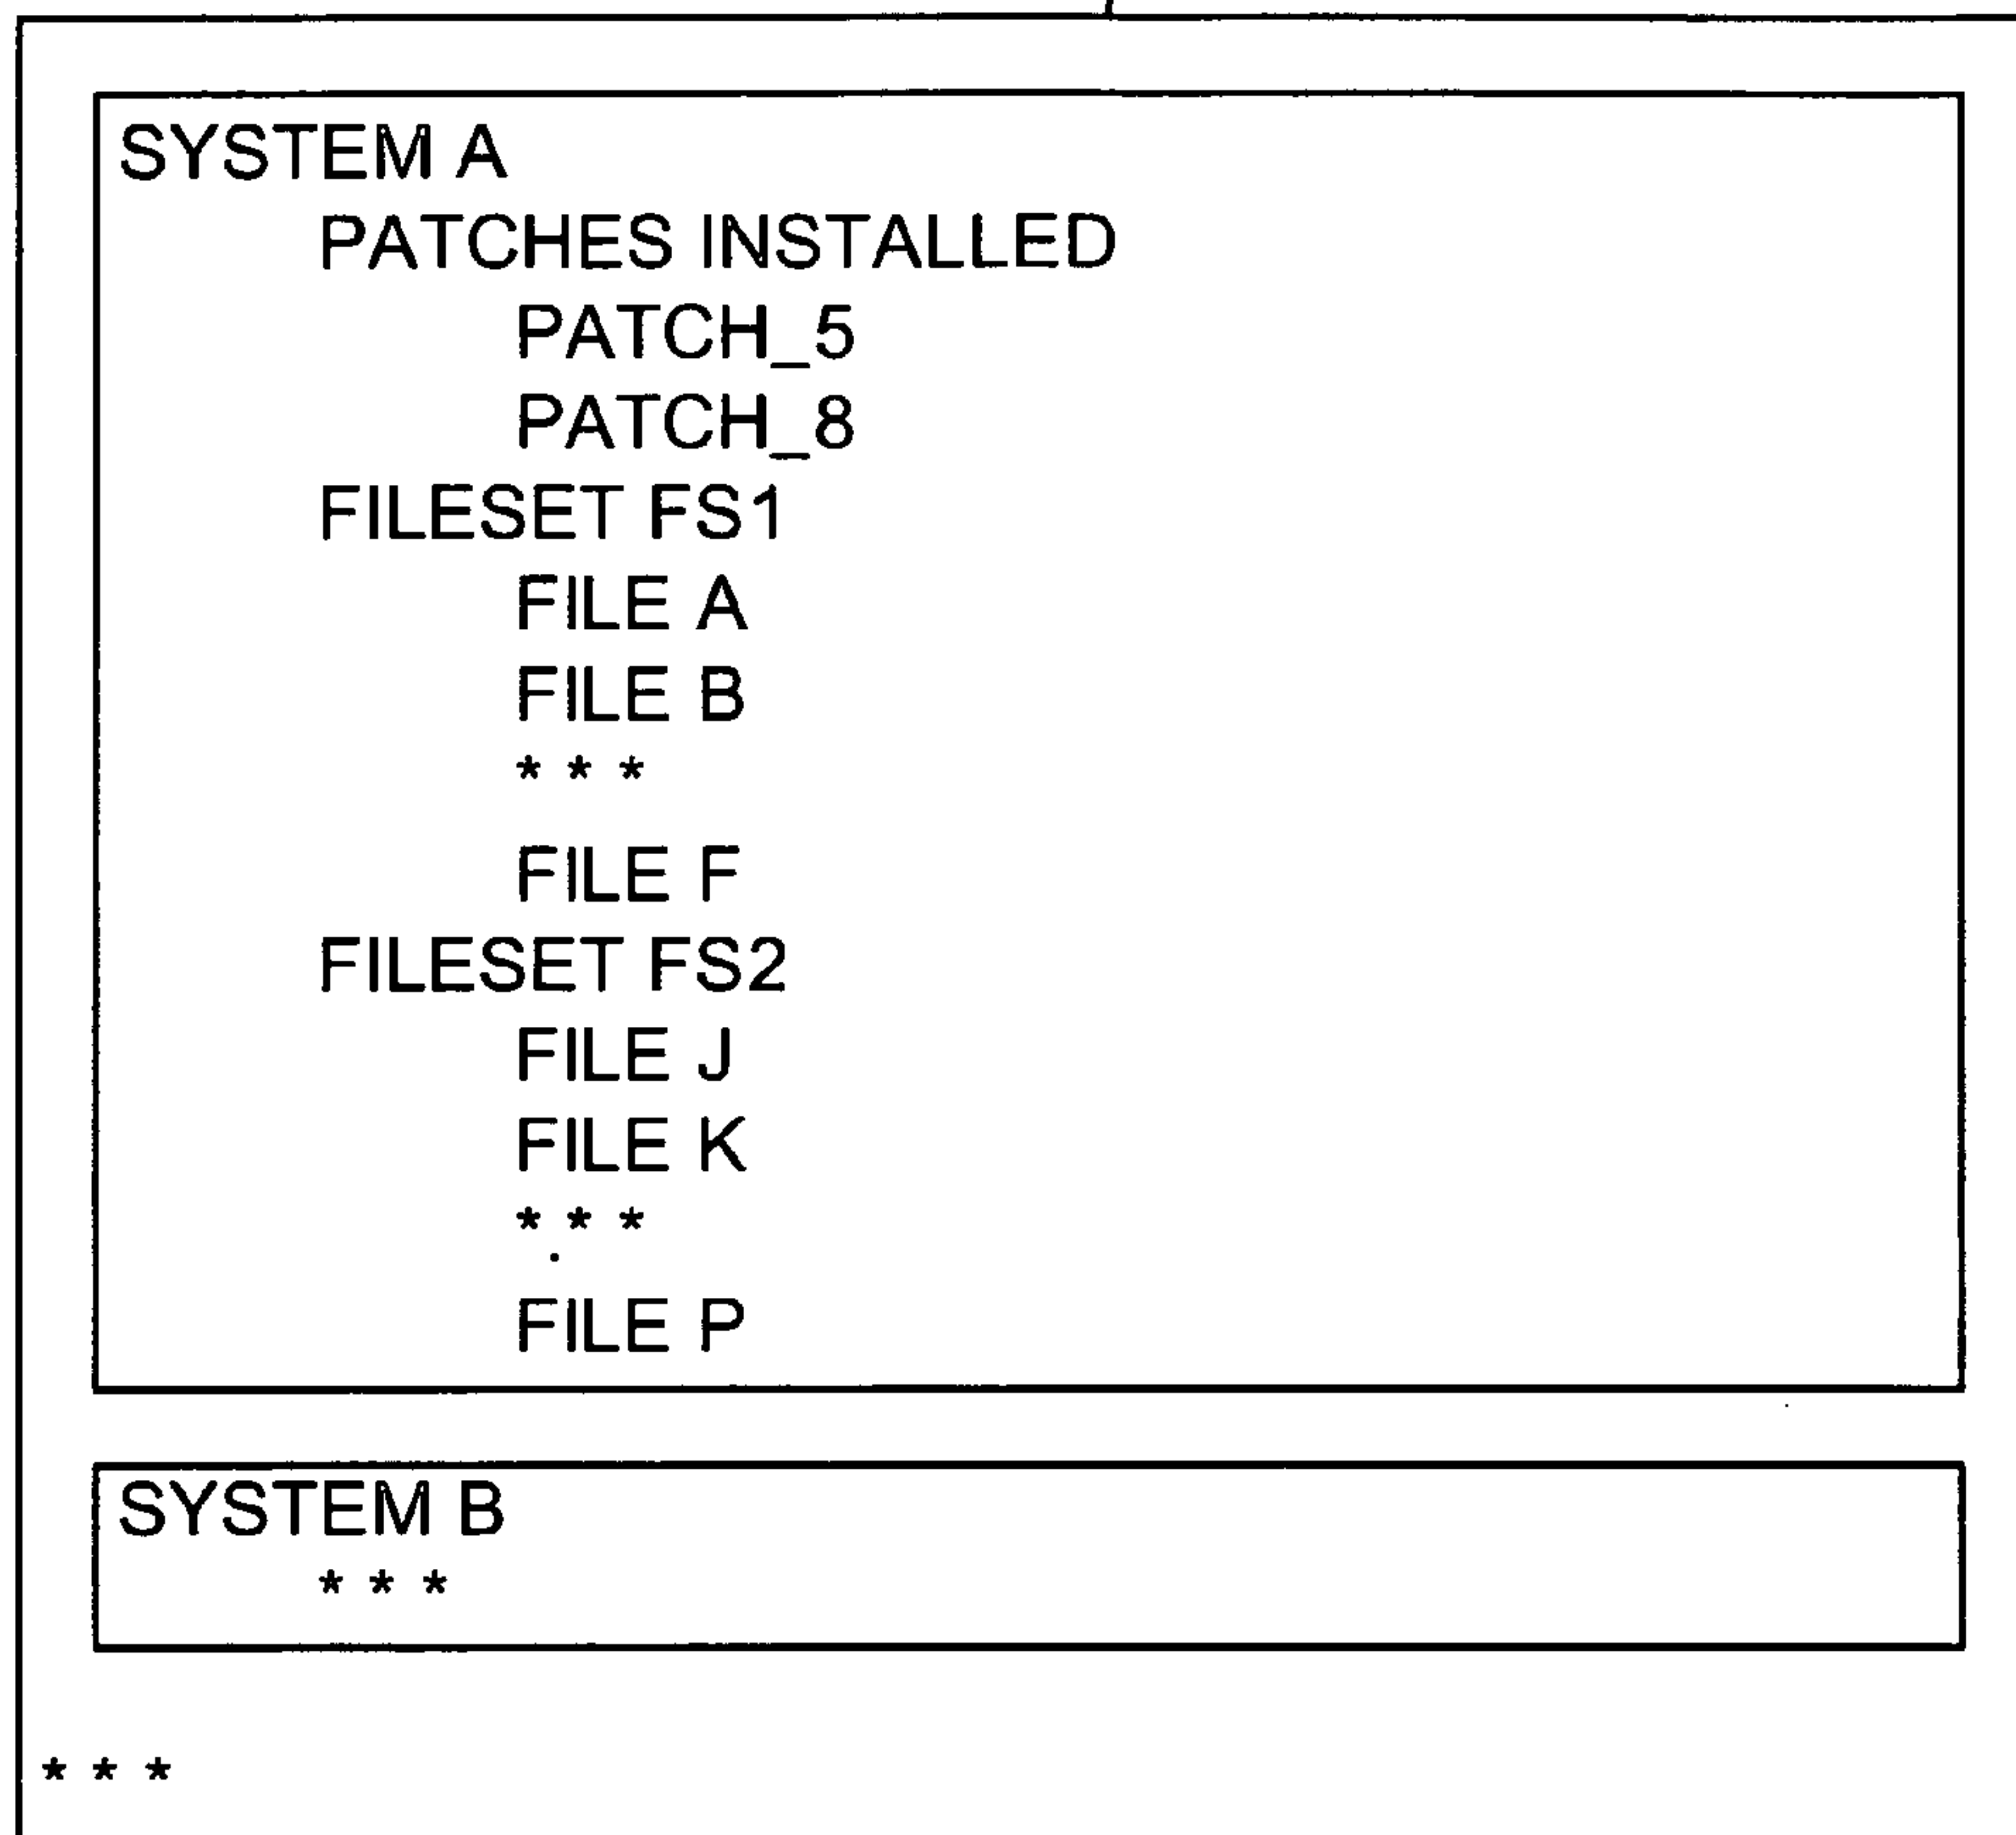 SYSTEM A
PATCHES INSTALLED
PATCH_5
PATCH_8
FILESET FS1
FILE A
FILE B
* * *
FILE F
FILESET FS2
FILE J
FILE K
* * *
FILE P
SYSTEM B
* * *
* * *